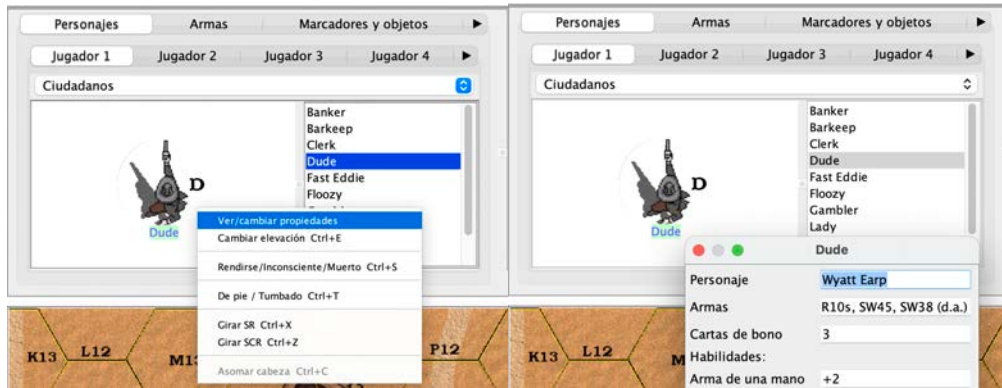 Personajes
Armas
Marcadores y objetos
Jugador 1
Jugador 2
Jugador 3
Jugador 4
Ciudadanos
Banker
Barkeep
Clerk
Dude
Fast Eddie
Floozy
D
Dude
Ver/cambiar propiedades
Cambiar elevación Ctrl+E
Rendirse/Inconsciente/Muerto Ctrl+S
De pie / Tumbado Ctrl+T
Girar SR Ctrl+X
Girar SCR Ctrl+Z
Asomar cabeza Ctrl+C
K13
L12
P12
Personajes
Armas
Marcadores y objetos
Jugador 1
Jugador 2
Jugador 3
Jugador 4
Ciudadanos
Banker
Barkeep
Clerk
Dude
Fast Eddie
Floozy
Gambler
Lady
D
Dude
Dude
Personaje Wyatt Earp
Armas R10s, SW45, SW38 (d.a.)
Cartas de bono 3
Habilidades:
Arma de una mano +2
K13
L12